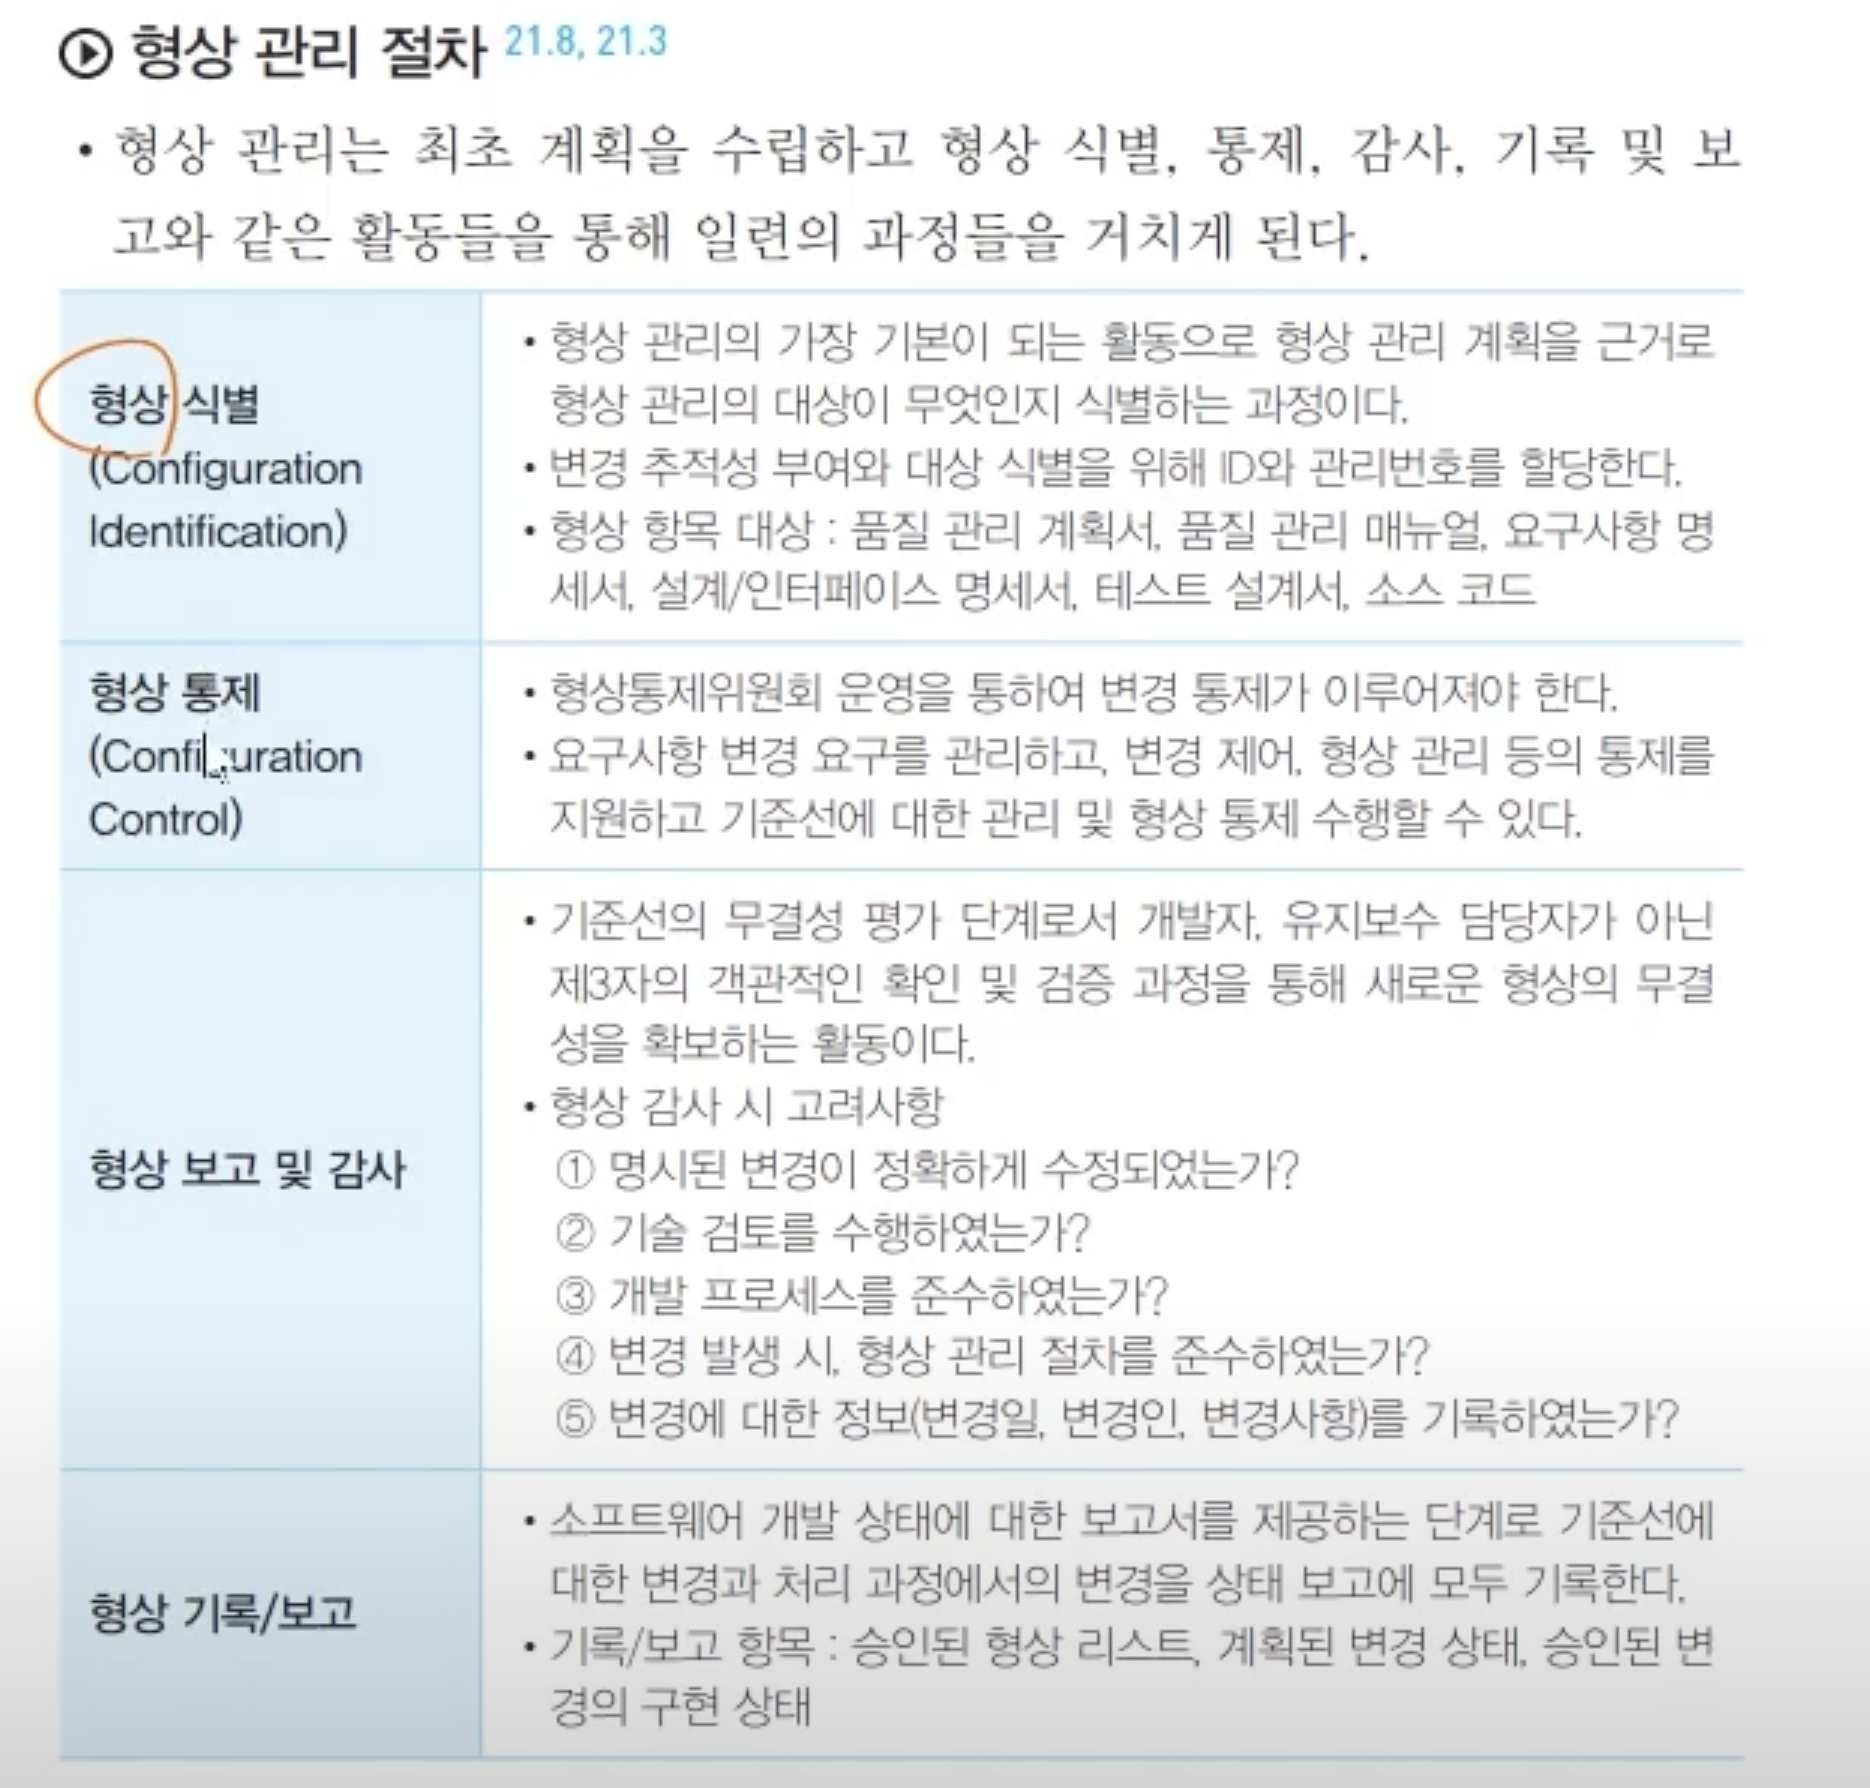 형상 관리 절차 21.8, 21.3
• 형상 관리는 최초 계획을 수립하고 형상 식별, 통제, 감사, 기록 및 보
고와 같은 활동들을 통해 일련의 과정들을 거치게 된다.
형상 식별
(Configuration
Identification)
• 형상 관리의 가장 기본이 되는 활동으로 형상 관리 계획을 근거로
형상 관리의 대상이 무엇인지 식별하는 과정이다.
• 변경 추적성 부여와 대상 식별을 위해 ID와 관리번호를 할당한다.
• 형상 항목 대상 : 품질 관리 계획서, 품질 관리 매뉴얼, 요구사항 명
세서, 설계/인터페이스 명세서, 테스트 설계서, 소스 코드
형상 통제
(Configuration
Control)
• 형상통제위원회 운영을 통하여 변경 통제가 이루어져야 한다.
• 요구사항 변경 요구를 관리하고, 변경 제어, 형상 관리 등의 통제를
지원하고 기준선에 대한 관리 및 형상 통제 수행할 수 있다.
형상 보고 및 감사
• 기준선의 무결성 평가 단계로서 개발자, 유지보수 담당자가 아닌
제3자의 객관적인 확인 및 검증 과정을 통해 새로운 형상의 무결
성을 확보하는 활동이다.
• 형상 감사 시 고려사항
① 명시된 변경이 정확하게 수정되었는가?
② 기술 검토를 수행하였는가?
③ 개발 프로세스를 준수하였는가?
④ 변경 발생 시, 형상 관리 절차를 준수하였는가?
⑤ 변경에 대한 정보(변경일, 변경인, 변경사항)를 기록하였는가?
형상 기록/보고
• 소프트웨어 개발 상태에 대한 보고서를 제공하는 단계로 기준선에
대한 변경과 처리 과정에서의 변경을 상태 보고에 모두 기록한다.
• 기록/보고 항목 : 승인된 형상 리스트, 계획된 변경 상태, 승인된 변
경의 구현 상태